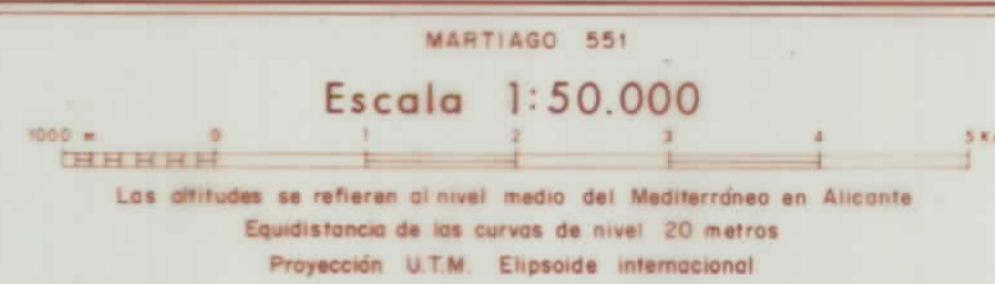 MARTIAGO 551
Escala 1:50.000
1000 m. 0 1 2 3 4 5 K.
Las altitudes se refieren al nivel medio del Mediterráneo en Alicante
Equidistancia de las curvas de nivel 20 metros
Proyección U.T.M. Elipsoide internacional